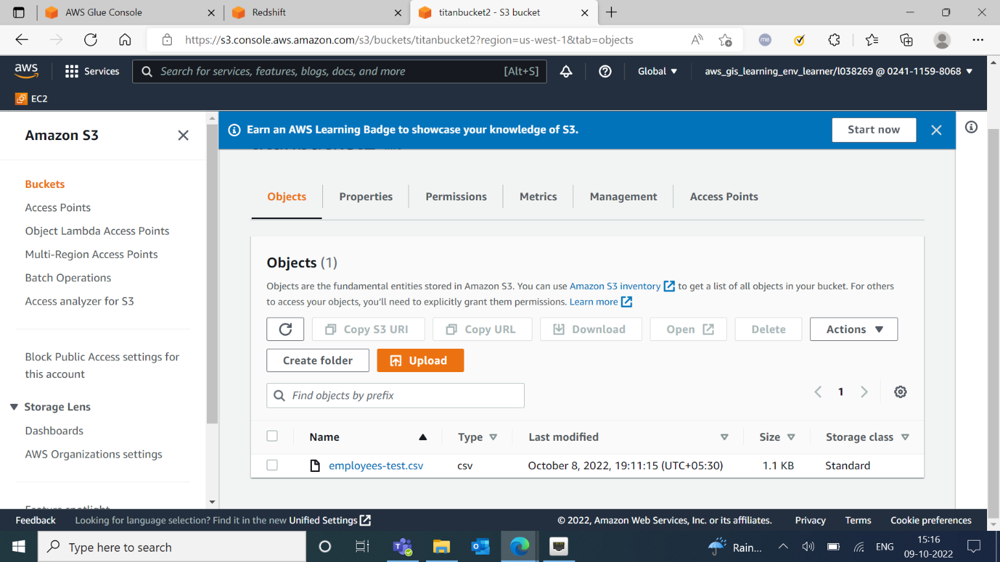 AWS Glue Console
Redshift
titanbucket2 - S3 bucket
https://s3.console.aws.amazon.com/s3/buckets/titanbucket2?region=us-west-1&tab=objects
me
aws
Services
Search for services, features, blogs, docs, and more
[Alt+S]
Global
aws_gis_learning_env_learner/l038269 @ 0241-1159-8068
EC2
Amazon S3
Earn an AWS Learning Badge to showcase your knowledge of S3.
Start now
Buckets
Access Points
Object Lambda Access Points
Multi-Region Access Points
Batch Operations
Access analyzer for S3
Block Public Access settings for
this account
Storage Lens
Dashboards
AWS Organizations settings
Objects
Properties
Permissions
Metrics
Management
Access Points
Objects (1)
Objects are the fundamental entities stored in Amazon S3. You can use Amazon S3 inventory to get a list of all objects in your bucket. For others
to access your objects, you'll need to explicitly grant them permissions. Learn more
Copy S3 URI
Copy URL
Download
Open
Delete
Actions
Create folder
Upload
Find objects by prefix
1
Name
Type
Last modified
Size
Storage class
employees-test.csv
csv
October 8, 2022, 19:11:15 (UTC+05:30)
1.1 KB
Standard
Feedback
Looking for language selection? Find it in the new Unified Settings
© 2022, Amazon Web Services, Inc. or its affiliates.
Privacy
Terms
Cookie preferences
Type here to search
Rain...
ENG
15:16
09-10-2022